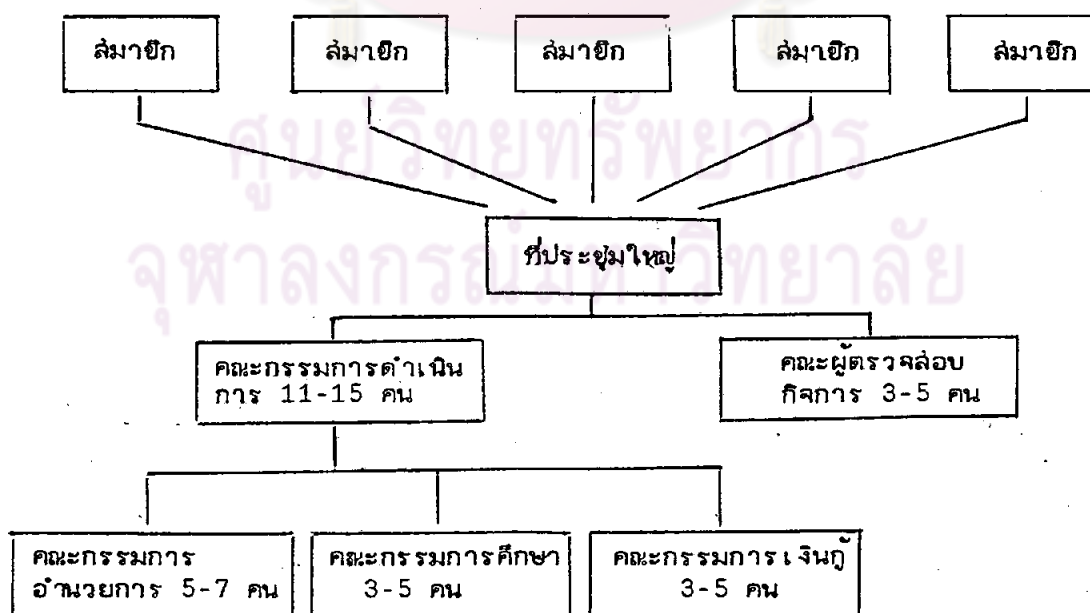 สมาชิก สมาชิก สมาชิก สมาชิก สมาชิก
ศูนย์วิทยทรัพยากร
ที่ประชุมใหญ่
จุฬาลงกรณ์มหาวิทยาลัย
คณะกรรมการดำเนิน
การ 11-15 คน
คณะผู้ตรวจสอบ
กิจการ 3-5 คน
คณะกรรมการ
อำนวยการ 5-7 คน
คณะกรรมการศึกษา
3-5 คน
คณะกรรมการเงินกู้
3-5 คน